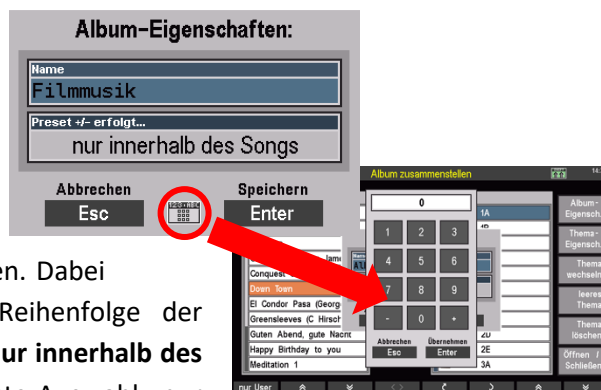 Album-Eigenschaften:
Name
Filmmusik
Preset +/- erfolgt...
nur innerhalb des Songs
Abbrechen
Speichern
Esc
Enter
en. Dabei
Reihenfolge der
ur innerhalb des
Album zusammenstellen
14:
0
1 2 3
4 5 6
7 8 9
- 0 +
Abbrechen
Übernehmen
Esc
Enter
Conquest
Down Town
El Condor Pasa (Georg
Greensleeves (C Hirsch
Guten Abend, gute Nacht
Happy Birthday to you
Meditation 1
1A
2D
2E
3A
Album-
Eigensch.
Thema-
Eigensch.
Thema
wechseln
leeres
Thema
Thema
löschen
Öffnen /
Schließen
nur User